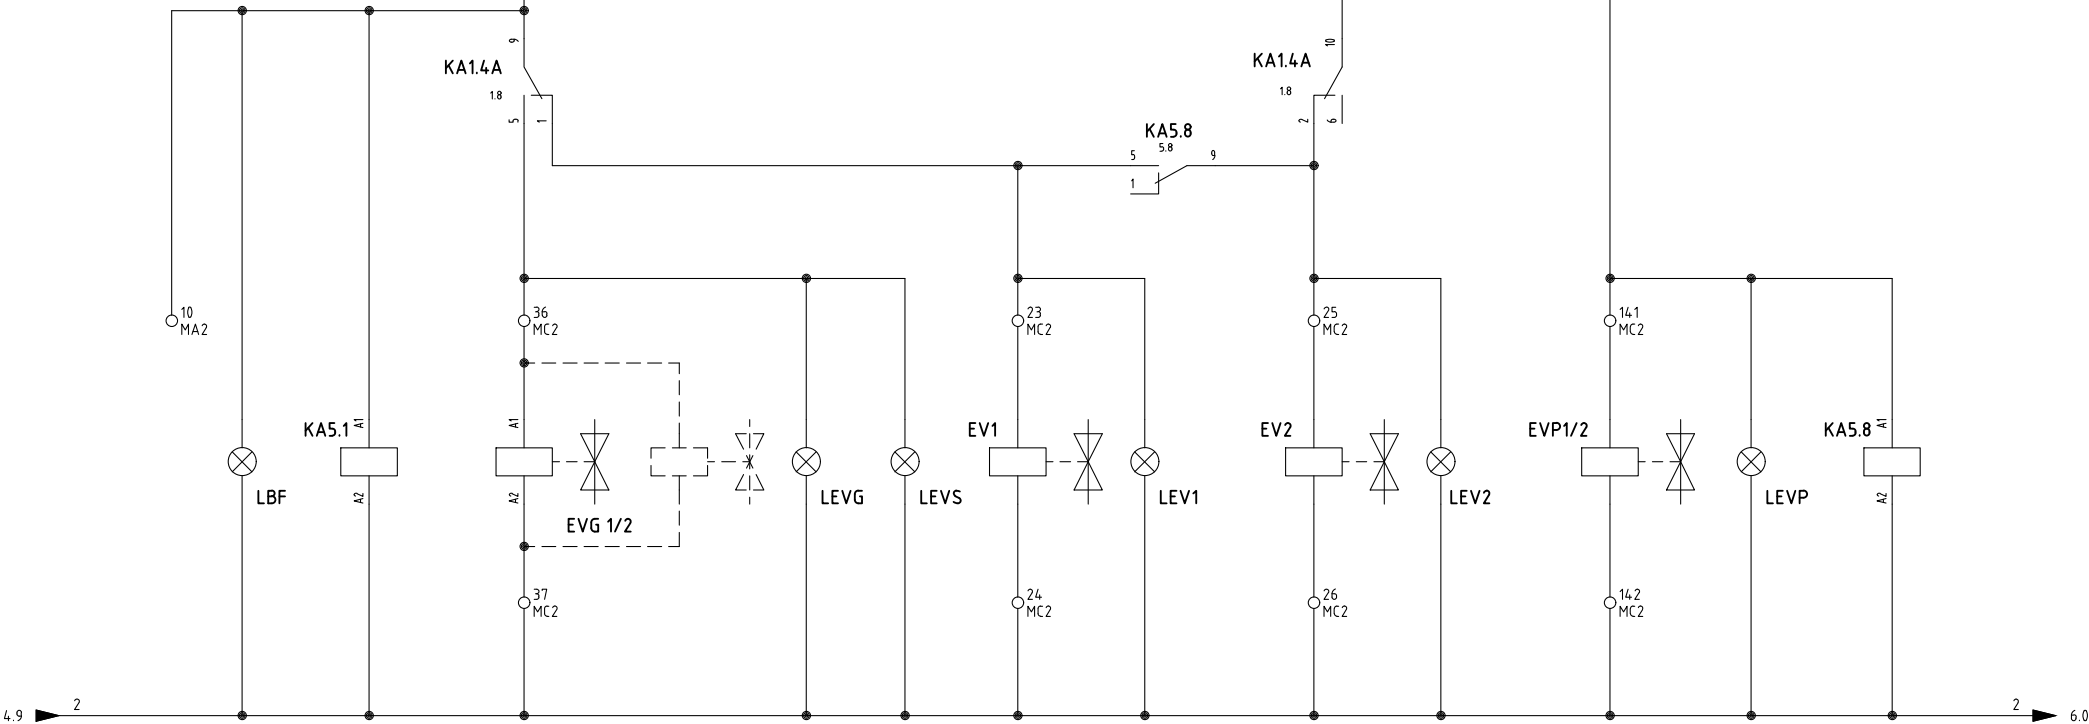 9
10
KA1.4A
KA1.4A
1.8
1.8
5
1
2
6
KA5.8
5
5.8
9
1
10
MA2
36
MC2
23
MC2
25
MC2
141
MC2
A1
A1
A1
KA5.1
EV1
EV2
EVP1/2
KA5.8
LBF
A2
A2
LEVG
LEVS
LEV1
LEV2
LEVP
A2
EVG 1/2
37
MC2
24
MC2
26
MC2
142
MC2
4.9
2
2
6.0